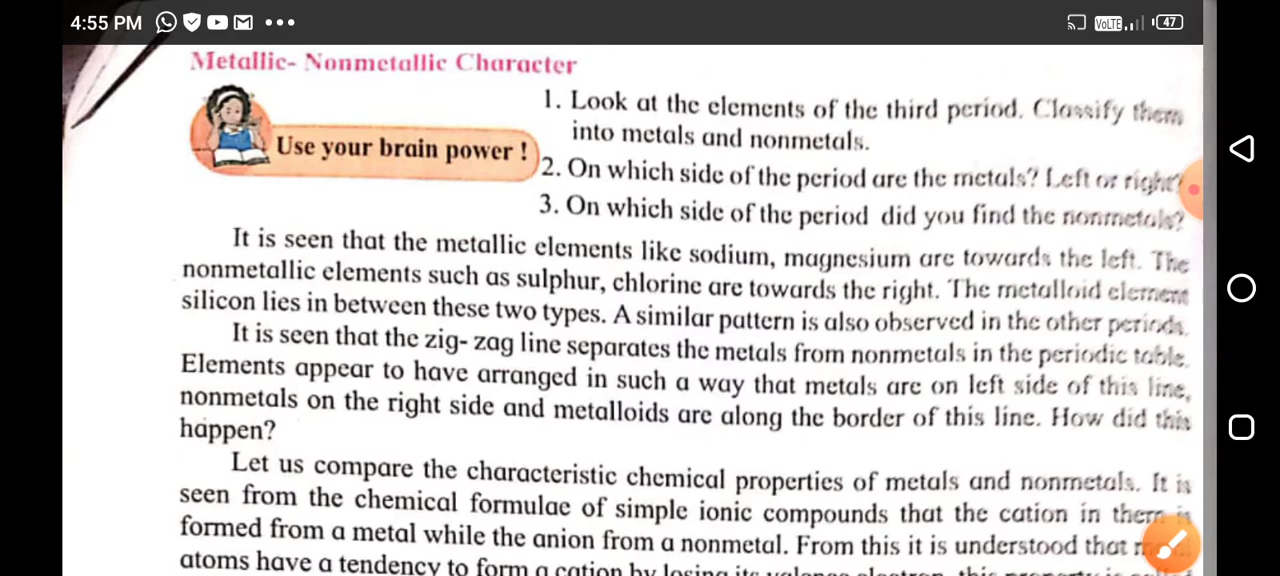 4:55 PM
VoLTE
47
Metallic- Nonmetallic Character
Use your brain power !
1. Look at the elements of the third period. Classify them
into metals and nonmetals.
2. On which side of the period are the metals? Left or right?
3. On which side of the period did you find the nonmetals?
It is seen that the metallic elements like sodium, magnesium are towards the left. The
nonmetallic elements such as sulphur, chlorine are towards the right. The metalloid element
silicon lies in between these two types. A similar pattern is also observed in the other periods.
It is seen that the zig- zag line separates the metals from nonmetals in the periodic table.
Elements appear to have arranged in such a way that metals are on left side of this line,
nonmetals on the right side and metalloids are along the border of this line. How did this
happen?
Let us compare the characteristic chemical properties of metals and nonmetals. It is
seen from the chemical formulae of simple ionic compounds that the cation in them is
formed from a metal while the anion from a nonmetal. From this it is understood that
atoms have a tendency to form a cation by losing its valence electron, this property is called